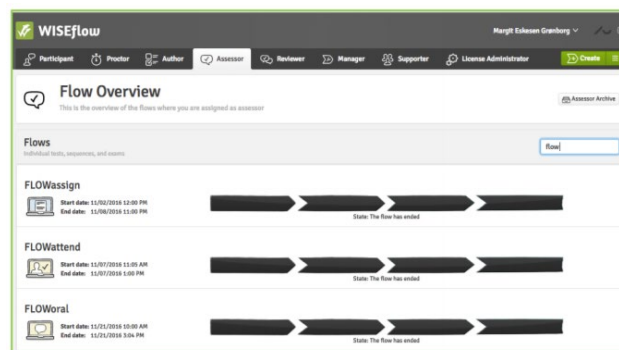 WISEflow
Margit Eskesen Grønborg
Participant Proctor Author Assessor Reviewer Manager Supporter License Administrator Create
Flow Overview
This is the overview of the flows where you are assigned as assessor
Assessor Archive
Flows
Individual tests, sequences, and exams
flow
FLOWassign
Start date: 11/02/2016 12:00 PM
End date: 11/08/2016 11:00 PM
State: The flow has ended
FLOWattend
Start date: 11/07/2016 11:05 AM
End date: 11/07/2016 1:00 PM
State: The flow has ended
FLOWoral
Start date: 11/21/2016 10:00 AM
End date: 11/21/2016 3:04 PM
State: The flow has ended